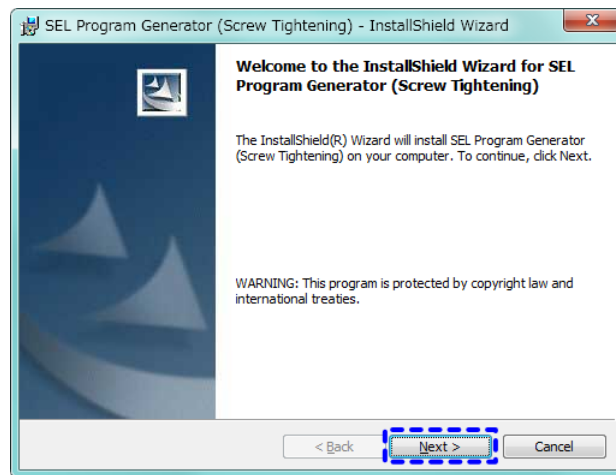 SEL Program Generator (Screw Tightening) - InstallShield Wizard
Welcome to the InstallShield Wizard for SEL
Program Generator (Screw Tightening)
The InstallShield(R) Wizard will install SEL Program Generator
(Screw Tightening) on your computer. To continue, click Next.
WARNING: This program is protected by copyright law and
international treaties.
< Back
Next >
Cancel